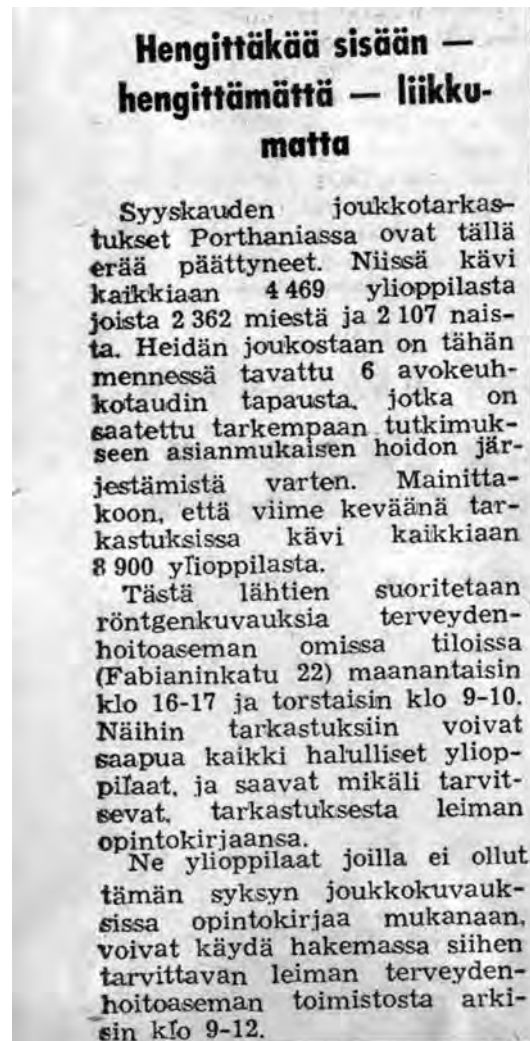 Hengittäkää sisään —
hengittämättä — liikku-
matta
Syyskauden joukkotarkas-
tukset Porthaniassa ovat tällä
erää päättyneet. Niissä kävi
kaikkiaan 4 469 ylioppilasta
joista 2 362 miestä ja 2 107 nais-
ta. Heidän joukostaan on tähän
mennessä tavattu 6 avokeuh-
kotaudin tapausta, jotka on
saatettu tarkempaan tutkimuk-
seen asianmukaisen hoidon jär-
jestämistä varten. Mainitta-
koon, että viime keväänä tar-
kastuksissa kävi kaikkiaan
8 900 ylioppilasta.
Tästä lähtien suoritetaan
röntgenkuvauksia terveyden-
hoitoaseman omissa tiloissa
(Fabianinkatu 22) maanantaisin
klo 16-17 ja torstaisin klo 9-10.
Näihin tarkastuksiin voivat
saapua kaikki halulliset yliop-
pilaat, ja saavat mikäli tarvit-
sevat, tarkastuksesta leiman
opintokirjaansa.
Ne ylioppilaat joilla ei ollut
tämän syksyn joukkokuvauk-
sissa opintokirjaa mukanaan,
voivat käydä hakemassa siihen
tarvittavan leiman terveyden-
hoitoaseman toimistosta arki-
sin klo 9-12.